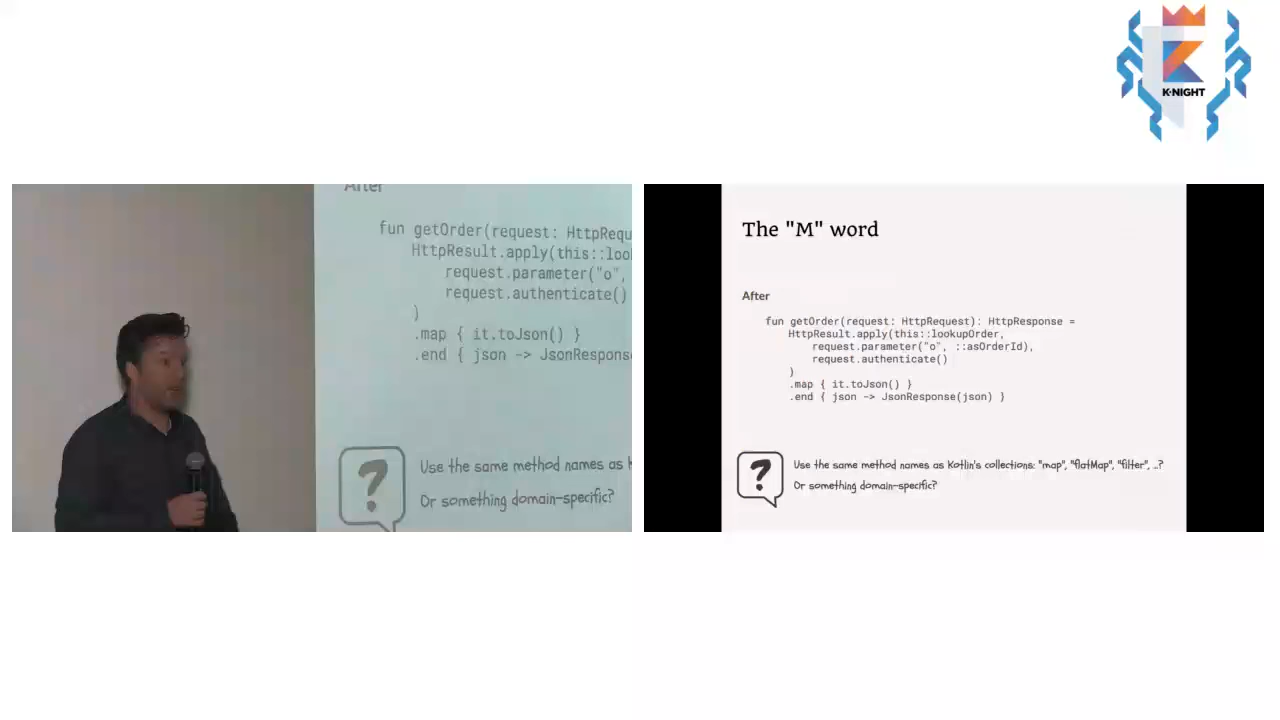 K·NIGHT
After
fun getOrder(request: HttpRequ
HttpResult.apply(this::loo
request.parameter("o",
request.authenticate()
)
.map { it.toJson() }
.end { json -> JsonRespons
?
Use the same method names as K
Or something domain-specific?
The "M" word
After
fun getOrder(request: HttpRequest): HttpResponse =
HttpResult.apply(this::lookupOrder,
request.parameter("o", ::asOrderId),
request.authenticate()
)
.map { it.toJson() }
.end { json -> JsonResponse(json) }
?
Use the same method names as Kotlin's collections: "map", "flatMap", "filter", ...?
Or something domain-specific?